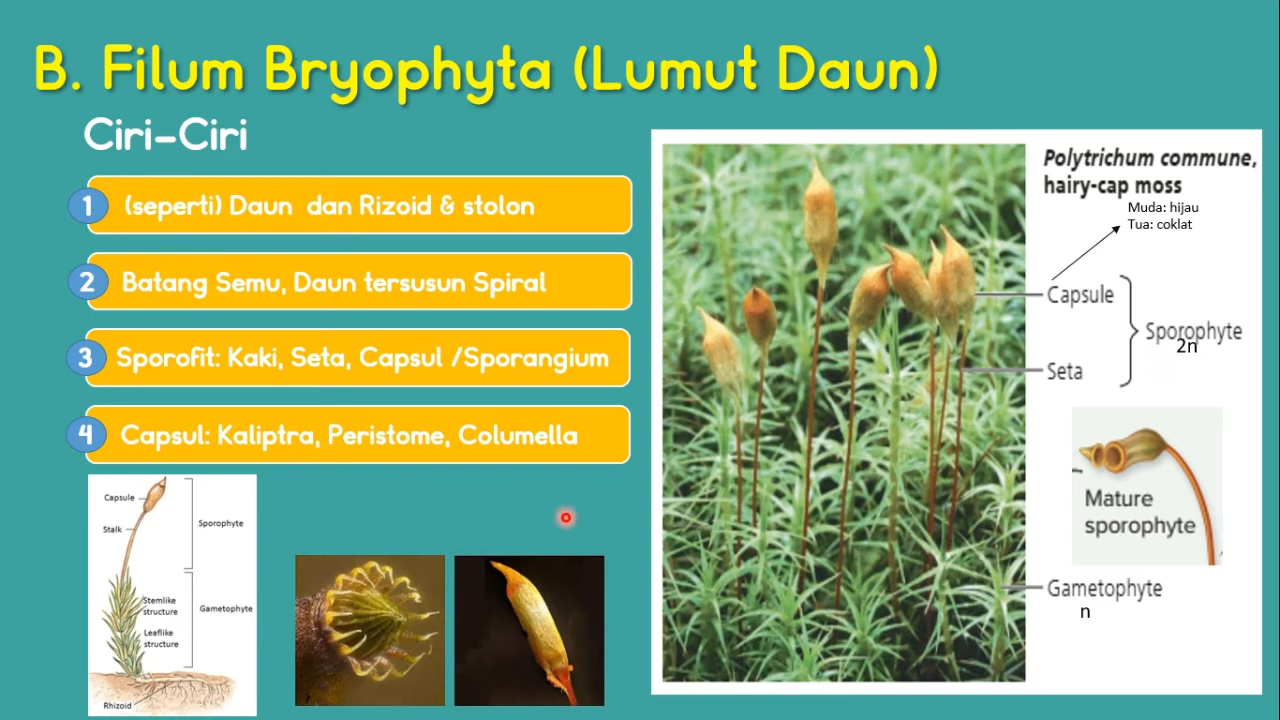 B. Filum Bryophyta (Lumut Daun)
Ciri-Ciri
1 (seperti) Daun dan Rizoid & stolon
2 Batang Semu, Daun tersusun Spiral
3 Sporofit: Kaki, Seta, Capsul /Sporangium
4 Capsul: Kaliptra, Peristome, Columella
Capsule
Stalk
Sporophyte
Stemlike
structure
Gametophyte
Leaflike
structure
Rhizoid
Polytrichum commune,
hairy-cap moss
Muda: hijau
Tua: coklat
Capsule
Sporophyte
2n
Seta
Mature
sporophyte
Gametophyte
n